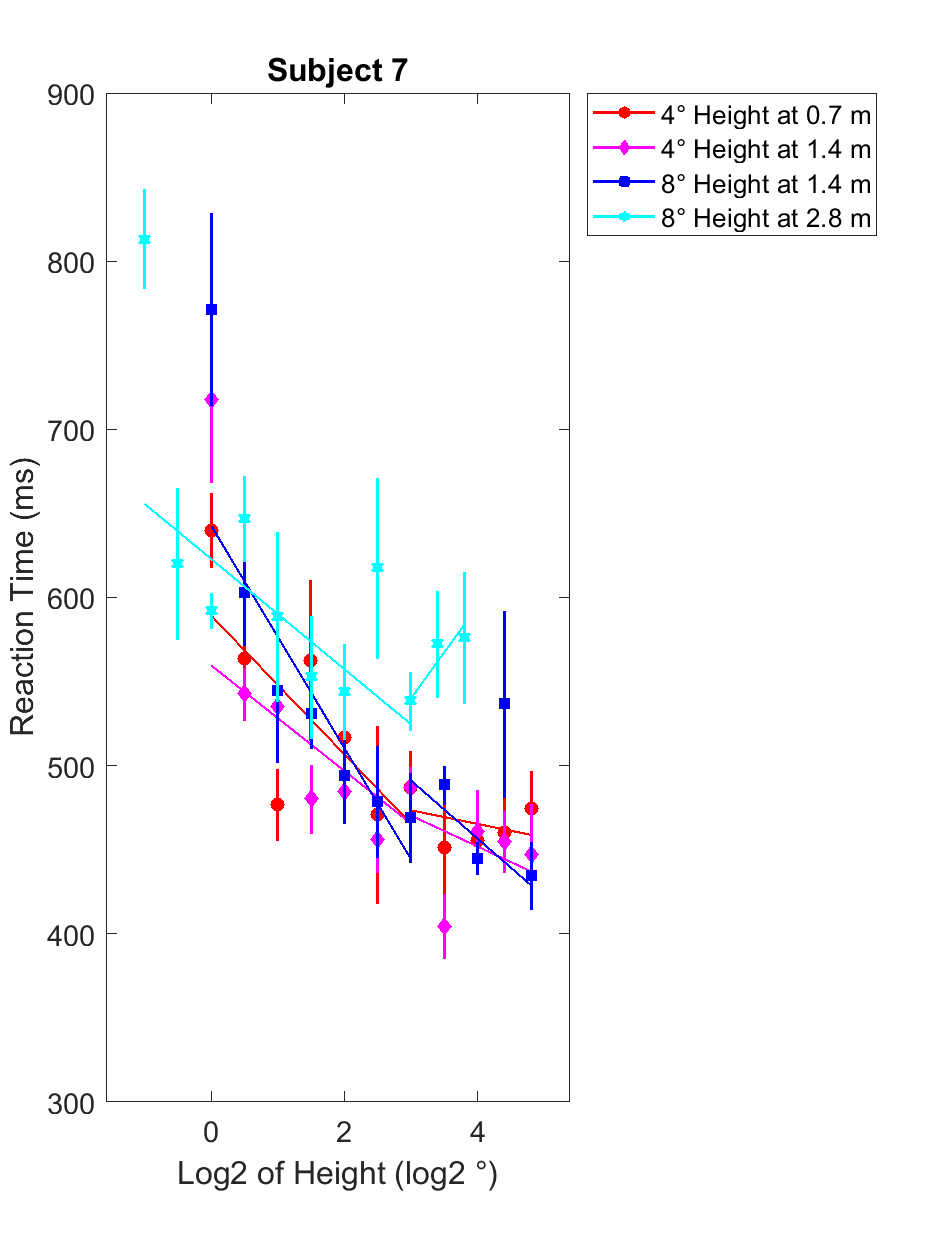 Subject 7
900
800
700
600
500
400
300
Reaction Time (ms)
0 2 4
Log2 of Height (log2 °)
4° Height at 0.7 m
4° Height at 1.4 m
8° Height at 1.4 m
8° Height at 2.8 m